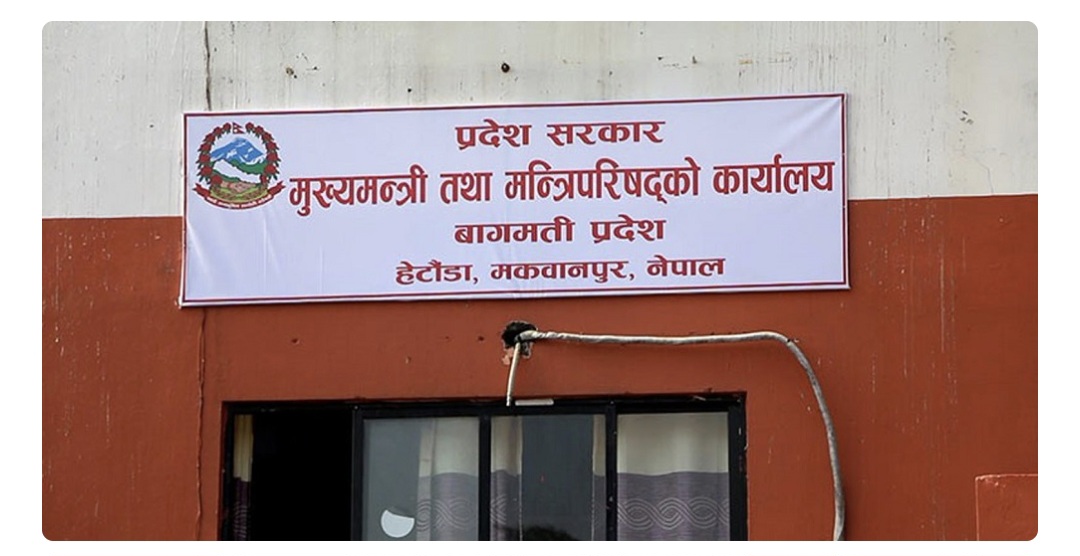 प्रदेश सरकार
मुख्यमन्त्री तथा मन्त्रिपरिषद्को कार्यालय
बागमती प्रदेश
हेटौंडा, मकवानपुर, नेपाल